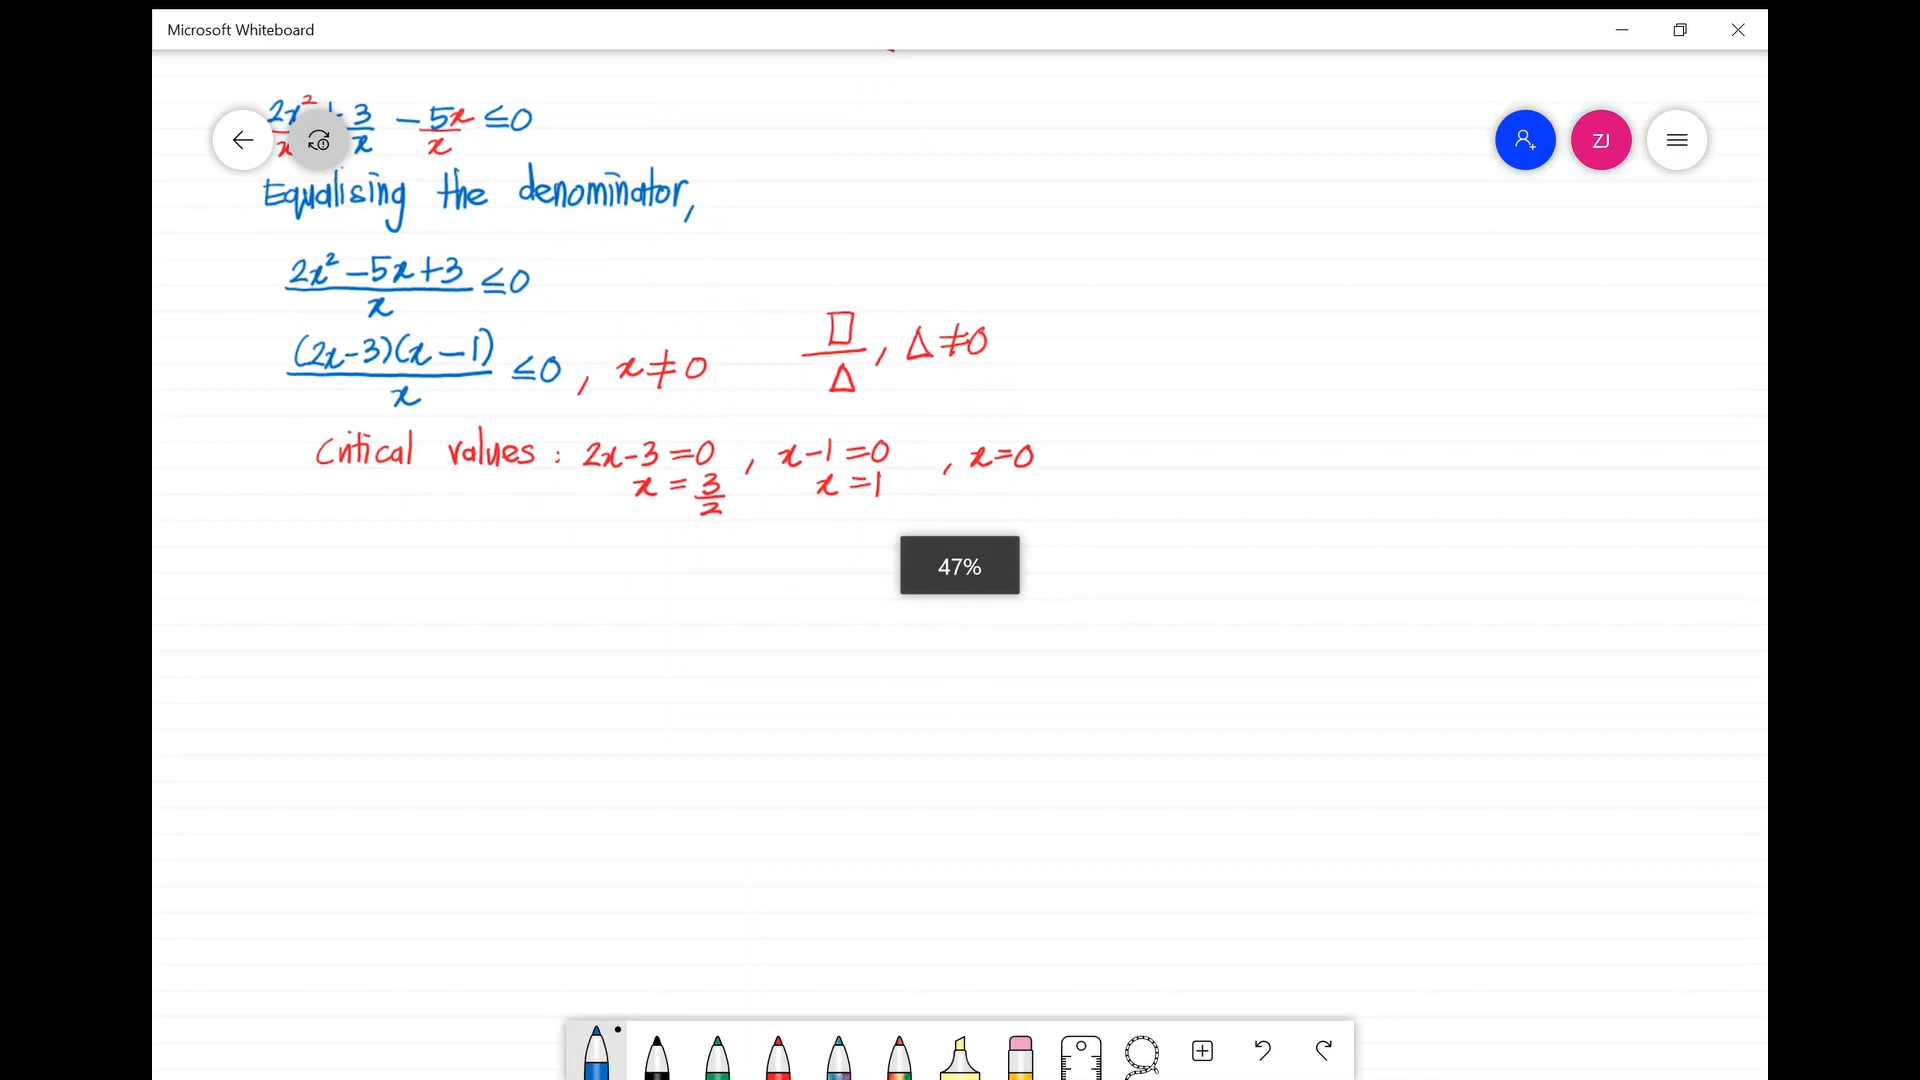 Microsoft Whiteboard
2x² + 3/x − 5x/x ≤0
ZJ
Equalising the denominator,
(2x² −5x+3)/x ≤0
(2x−3)(x−1)/x ≤0 , x≠0
□/Δ , Δ≠0
Critical values : 2x−3=0 , x−1=0 , x=0
x = 3/2 x=1
47%